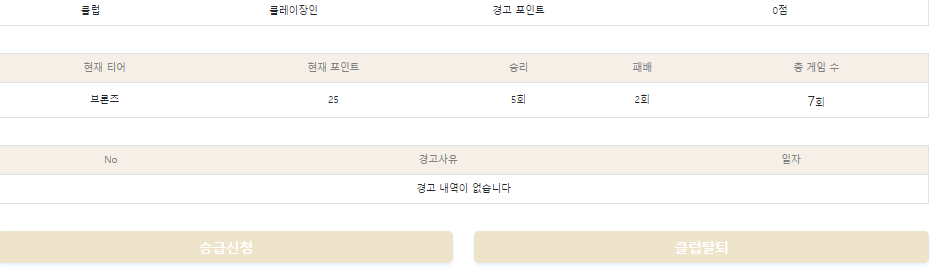 클럽 클레이장인 경고 포인트 0점
현재 티어 현재 포인트 승리 패배 총 게임 수
브론즈 25 5회 2회 7회
No 경고사유 일자
경고 내역이 없습니다
승급신청 클럽탈퇴